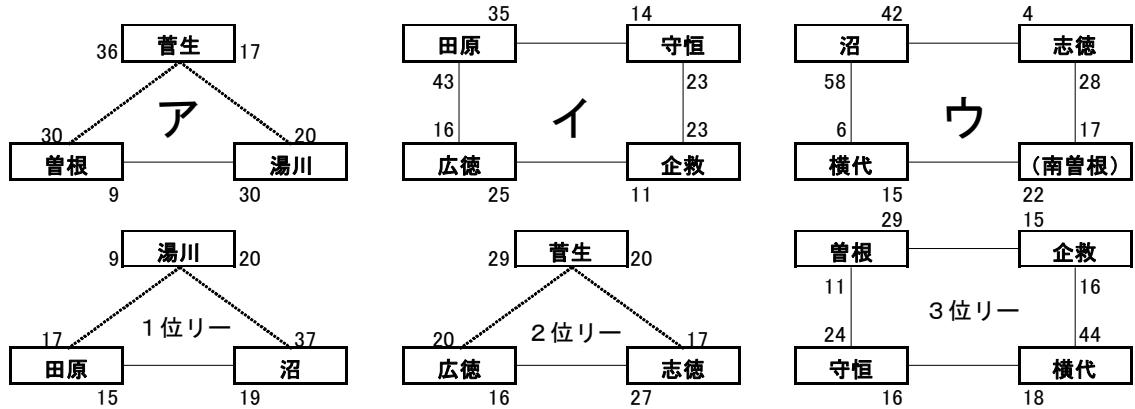 35 14 42 4
菅生 田原 守恒 沼 志徳
36 17
43 23 58 28
ア イ ウ
30 20 16 23 6 17
曽根 湯川 広徳 企救 横代 (南曽根)
9 30 25 11 15 22
29 15
湯川 菅生 曽根 企救
9 20 29 20
11 16
1位リー 2位リー 3位リー
17 37 20 17 24 44
田原 沼 広徳 志徳 守恒 横代
15 19 16 27 16 18